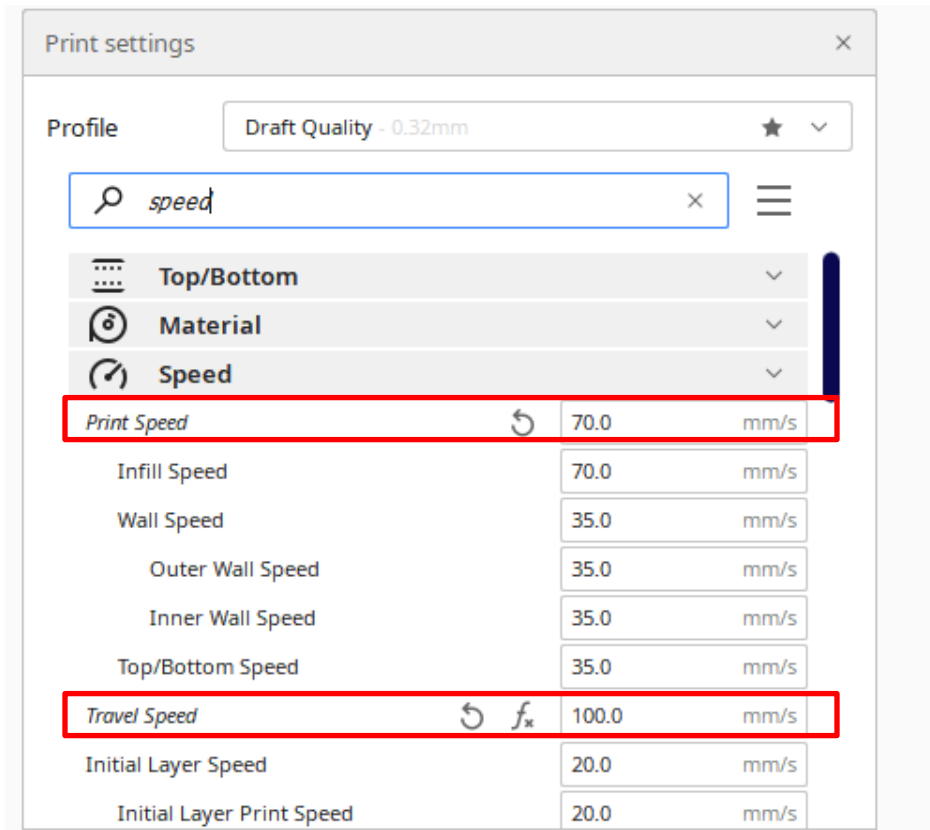 Print settings
Profile Draft Quality - 0.32mm
speed
Top/Bottom
Material
Speed
Print Speed 70.0 mm/s
Infill Speed 70.0 mm/s
Wall Speed 35.0 mm/s
Outer Wall Speed 35.0 mm/s
Inner Wall Speed 35.0 mm/s
Top/Bottom Speed 35.0 mm/s
Travel Speed fx 100.0 mm/s
Initial Layer Speed 20.0 mm/s
Initial Layer Print Speed 20.0 mm/s